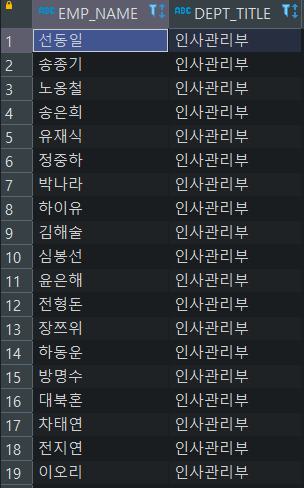 ABC EMP_NAME ABC DEPT_TITLE
1 선동일 인사관리부
2 송종기 인사관리부
3 노옹철 인사관리부
4 송은희 인사관리부
5 유재식 인사관리부
6 정중하 인사관리부
7 박나라 인사관리부
8 하이유 인사관리부
9 김해술 인사관리부
10 심봉선 인사관리부
11 윤은해 인사관리부
12 전형돈 인사관리부
13 장쯔위 인사관리부
14 하동운 인사관리부
15 방명수 인사관리부
16 대북혼 인사관리부
17 차태연 인사관리부
18 전지연 인사관리부
19 이오리 인사관리부